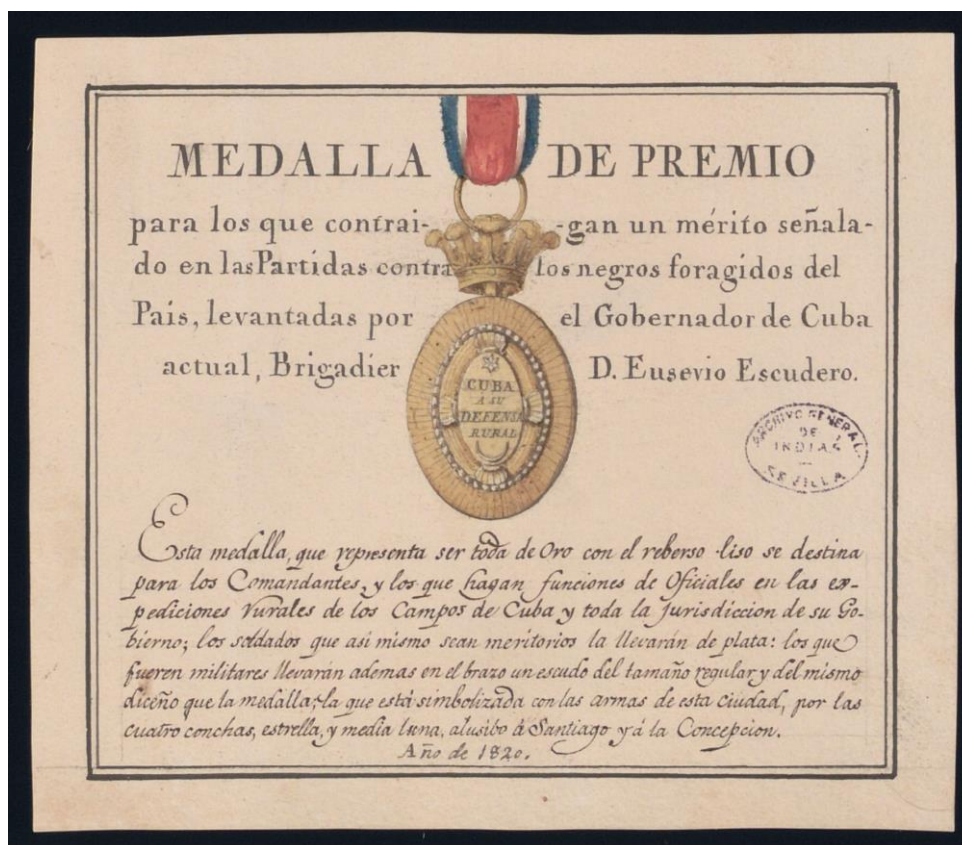 MEDALLA DE PREMIO
para los que contrai- -gan un mérito señala-
do en las Partidas contra los negros foragidos del
Pais, levantadas por el Gobernador de Cuba
actual, Brigadier D. Eusevio Escudero.
CUBA
A SU
DEFENSA
RURAL
ARCHIVO GENERAL
DE
INDIAS
SEVILLA
Esta medalla, que representa ser toda de Oro con el reberso liso se destina
para los Comandantes, y los que hagan funciones de Oficiales en las ex-
pediciones rurales de los Campos de Cuba y toda la jurisdiccion de su Go-
bierno; los soldados que asi mismo sean meritorios la llevarán de plata: los que
fueren militares llevarán ademas en el brazo un escudo del tamaño regular y del mismo
diceño que la medalla; la que está simbolizada con las armas de esta ciudad, por las
cuatro conchas, estrella, y media luna, alusibo á Santiago y á la Concepcion.
Año de 1820.